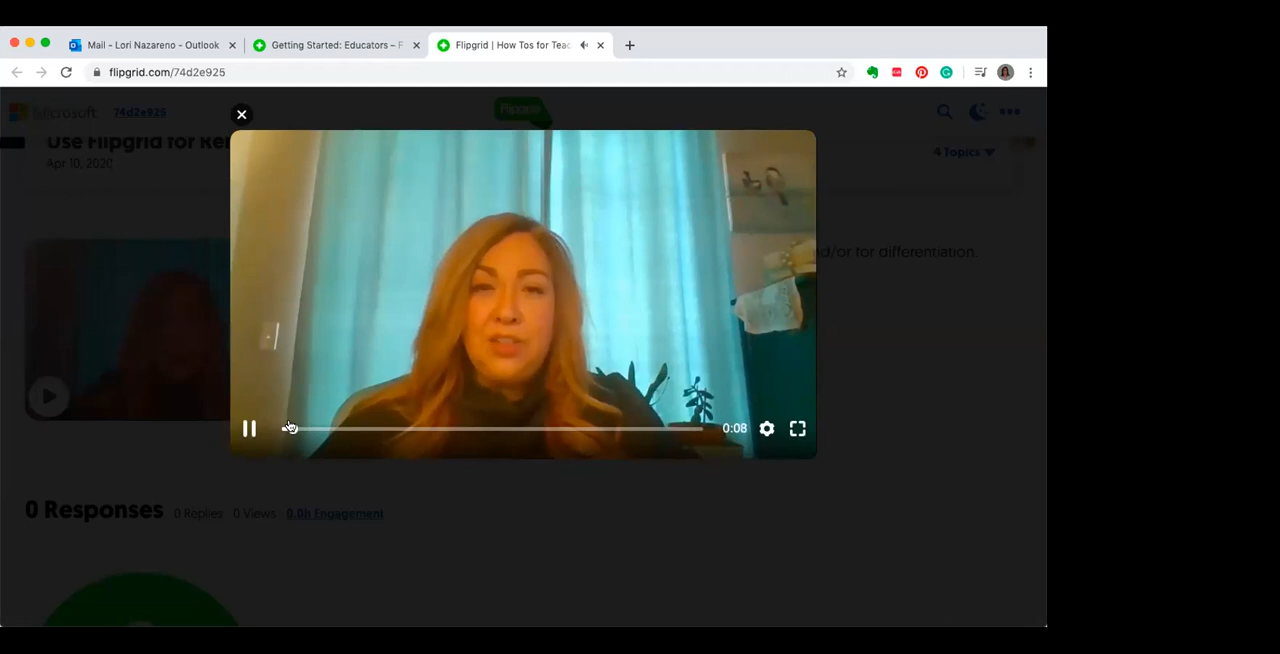 Mail - Lori Nazareno - Outlook
Getting Started: Educators – F
Flipgrid | How Tos for Teac
flipgrid.com/74d2e925
Microsoft
74d2e925
Flipgrid
Use Flipgrid for Re
Apr 10, 2020
4 Topics
d/or for differentiation.
0:08
0 Responses
0 Replies
0 Views
0.0h Engagement